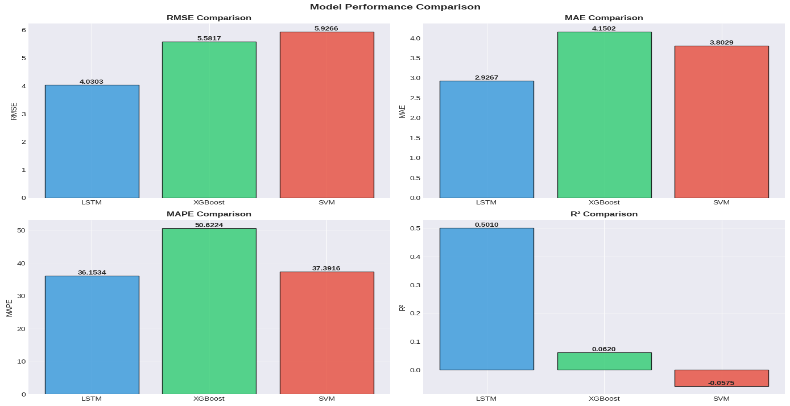 Model Performance Comparison
RMSE Comparison
6
5
4
3
2
1
0
RMSE
5.9266
5.5817
4.0303
LSTM
XGBoost
SVM
MAE Comparison
4.0
3.5
3.0
2.5
2.0
1.5
1.0
0.5
0.0
MAE
4.1502
3.8029
2.9267
LSTM
XGBoost
SVM
MAPE Comparison
50
40
30
20
10
0
MAPE
50.6224
37.3916
36.1534
LSTM
XGBoost
SVM
R² Comparison
0.5
0.4
0.3
0.2
0.1
0.0
R²
0.5010
0.0620
-0.0575
LSTM
XGBoost
SVM